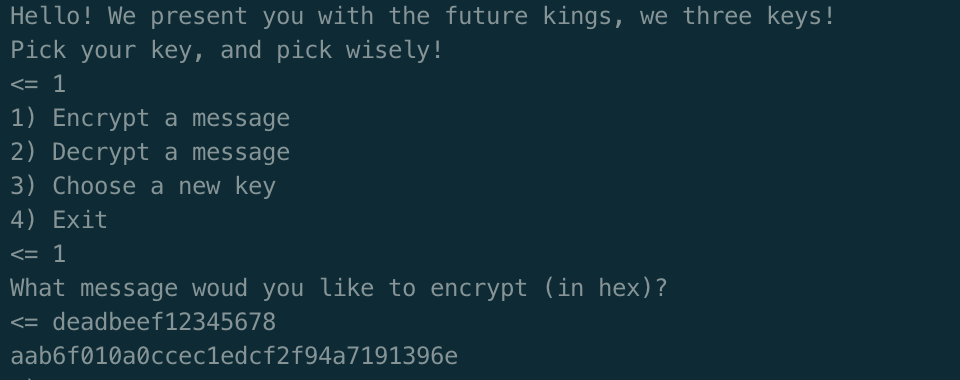 Hello! We present you with the future kings, we three keys!
Pick your key, and pick wisely!
<= 1
1) Encrypt a message
2) Decrypt a message
3) Choose a new key
4) Exit
<= 1
What message woud you like to encrypt (in hex)?
<= deadbeef12345678
aab6f010a0ccec1edcf2f94a7191396e